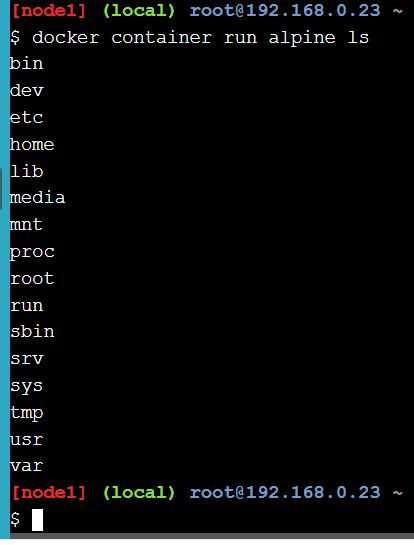 [node1] (local) root@192.168.0.23 ~
$ docker container run alpine ls
bin
dev
etc
home
lib
media
mnt
proc
root
run
sbin
srv
sys
tmp
usr
var
[node1] (local) root@192.168.0.23 ~
$